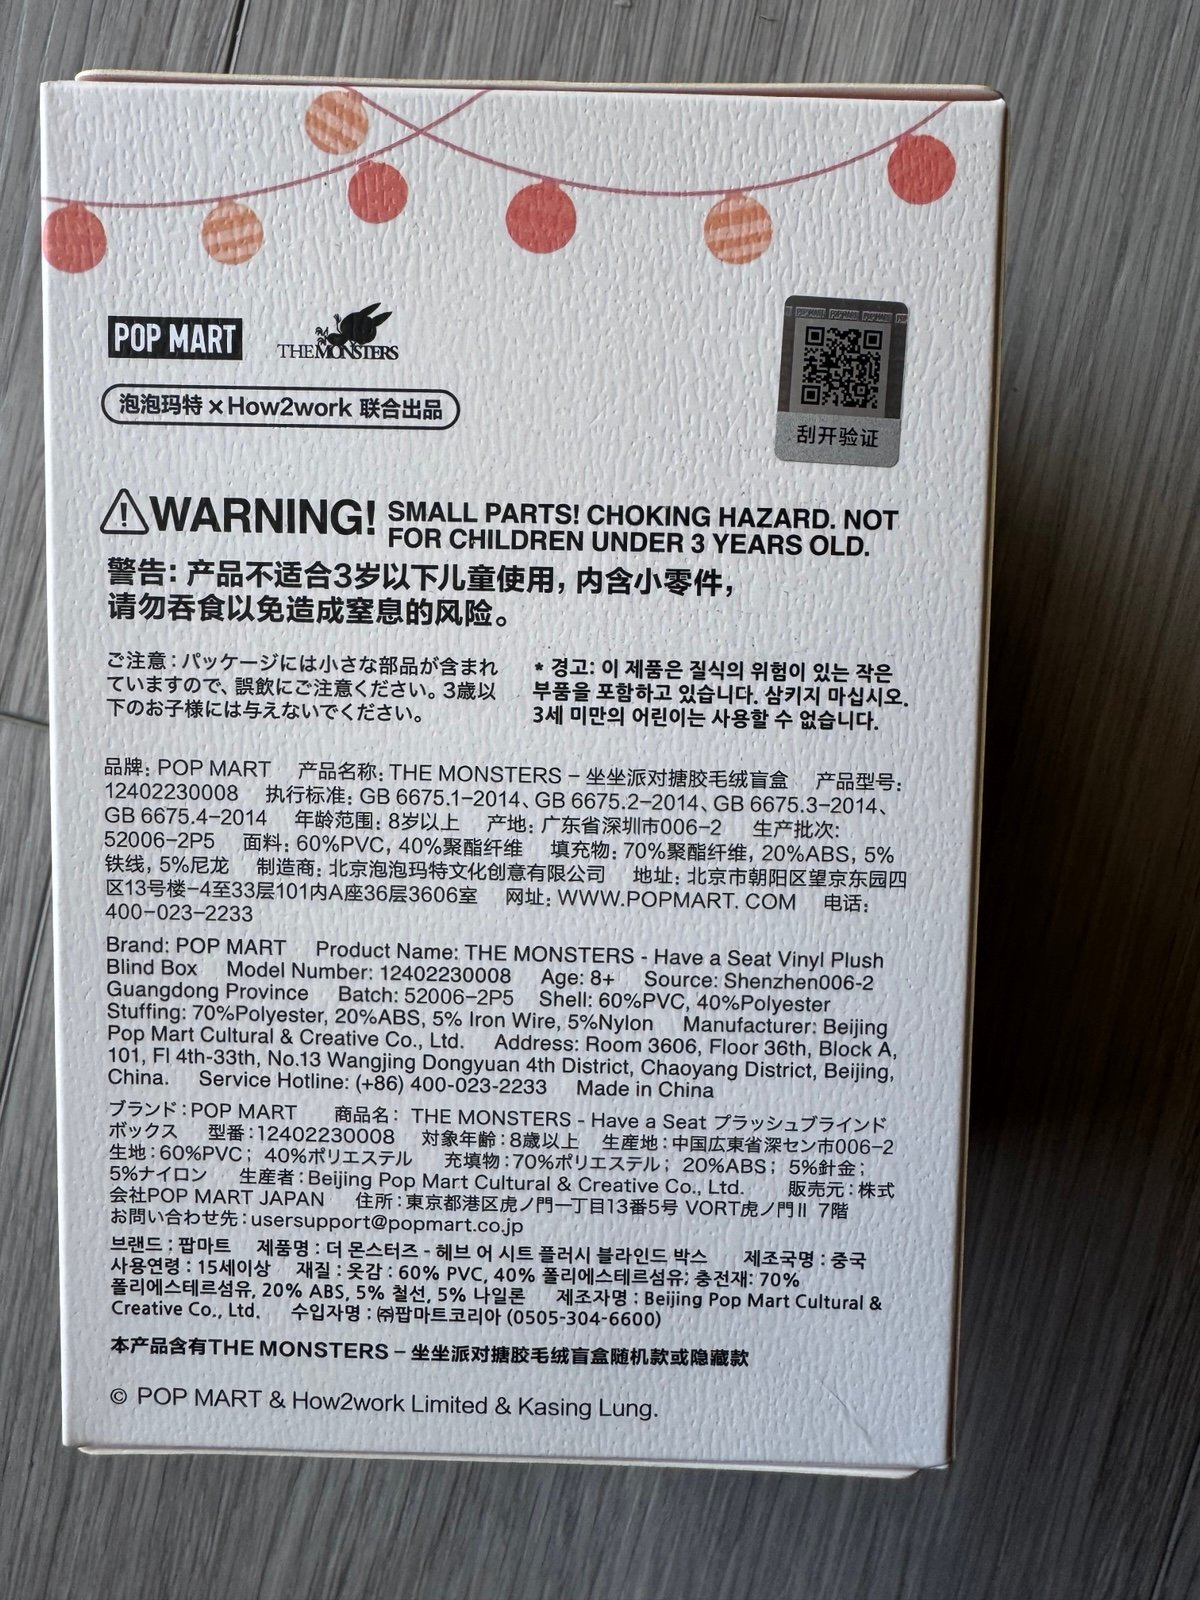 POP MART
THE MONSTERS
泡泡玛特 × How2work 联合出品
刮开验证
WARNING! SMALL PARTS! CHOKING HAZARD. NOT
FOR CHILDREN UNDER 3 YEARS OLD.
警告: 产品不适合3岁以下儿童使用, 内含小零件,
请勿吞食以免造成窒息的风险。
ご注意：パッケージには小さな部品が含まれ
ていますので、誤飲にご注意ください。3歳以
下のお子様には与えないでください。
* 경고: 이 제품은 질식의 위험이 있는 작은
부품을 포함하고 있습니다. 삼키지 마십시오.
3세 미만의 어린이는 사용할 수 없습니다.
品牌: POP MART 产品名称: THE MONSTERS – 坐坐派对搪胶毛绒盲盒 产品型号:
12402230008 执行标准: GB 6675.1–2014、GB 6675.2–2014、GB 6675.3–2014、
GB 6675.4–2014 年龄范围: 8岁以上 产地: 广东省深圳市006–2 生产批次:
52006–2P5 面料: 60%PVC, 40%聚酯纤维 填充物: 70%聚酯纤维, 20%ABS, 5%
铁线, 5%尼龙 制造商: 北京泡泡玛特文化创意有限公司 地址: 北京市朝阳区望京东园四
区13号楼–4至33层101内A座36层3606室 网址: WWW.POPMART. COM 电话:
400–023–2233
Brand: POP MART Product Name: THE MONSTERS - Have a Seat Vinyl Plush
Blind Box Model Number: 12402230008 Age: 8+ Source: Shenzhen006-2
Guangdong Province Batch: 52006–2P5 Shell: 60%PVC, 40%Polyester
Stuffing: 70%Polyester, 20%ABS, 5% Iron Wire, 5%Nylon Manufacturer: Beijing
Pop Mart Cultural & Creative Co., Ltd. Address: Room 3606, Floor 36th, Block A,
101, Fl 4th-33th, No.13 Wangjing Dongyuan 4th District, Chaoyang District, Beijing,
China. Service Hotline: (+86) 400-023-2233 Made in China
ブランド：POP MART 商品名： THE MONSTERS - Have a Seat プラッシュブラインド
ボックス 型番：12402230008 対象年齢：8歳以上 生産地：中国広東省深セン市006–2
生地：60%PVC； 40%ポリエステル 充填物：70%ポリエステル； 20%ABS； 5%針金；
5%ナイロン 生産者：Beijing Pop Mart Cultural & Creative Co., Ltd. 販売元：株式
会社POP MART JAPAN 住所：東京都港区虎ノ門一丁目13番5号 VORT虎ノ門Ⅱ 7階
お問い合わせ先：usersupport@popmart.co.jp
브랜드 : 팝마트 제품명 : 더 몬스터즈 - 헤브 어 시트 플러시 블라인드 박스 제조국명 : 중국
사용연령 : 15세이상 재질 : 옷감 : 60% PVC, 40% 폴리에스테르섬유; 충전재: 70%
폴리에스테르섬유, 20% ABS, 5% 철선, 5% 나일론 제조자명 : Beijing Pop Mart Cultural &
Creative Co., Ltd. 수입자명 : ㈜팝마트코리아 (0505-304-6600)
本产品含有THE MONSTERS – 坐坐派对搪胶毛绒盲盒随机款或隐藏款
© POP MART & How2work Limited & Kasing Lung.